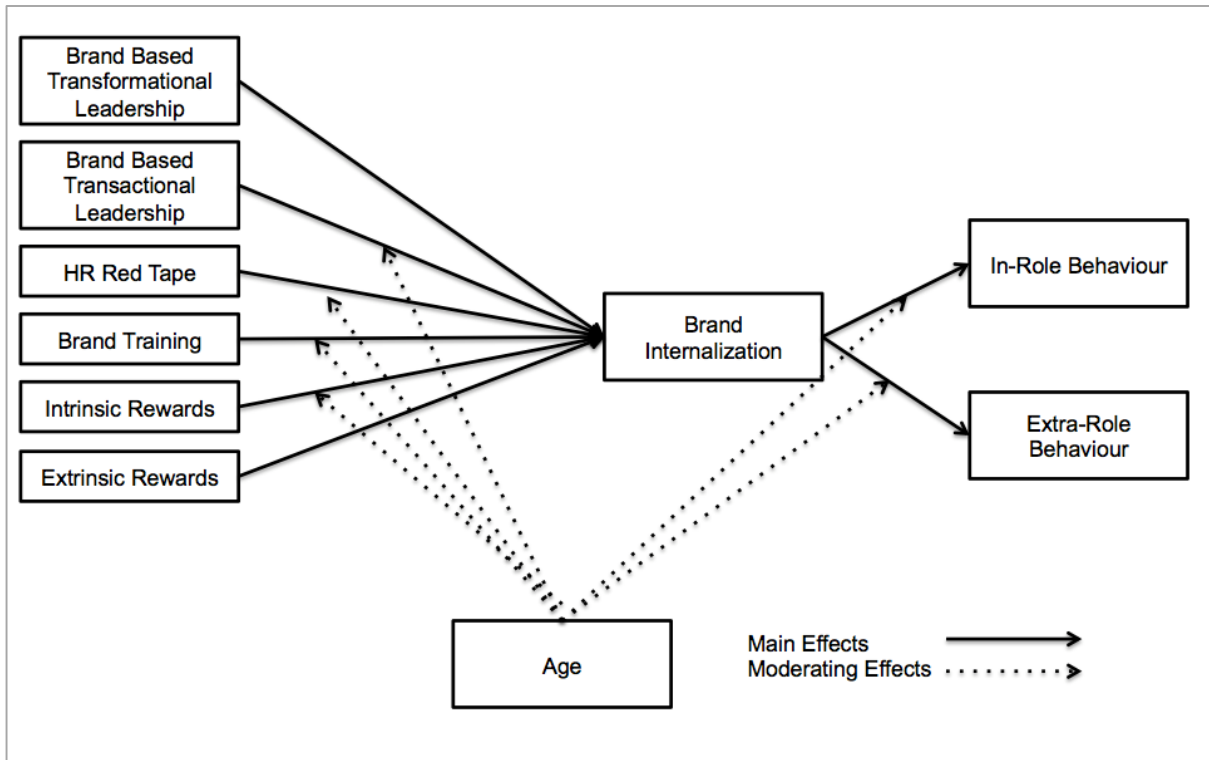 Brand Based
Transformational
Leadership
Brand Based
Transactional
Leadership
HR Red Tape
Brand Training
Intrinsic Rewards
Extrinsic Rewards
Brand
Internalization
In-Role Behaviour
Extra-Role
Behaviour
Age
Main Effects
Moderating Effects